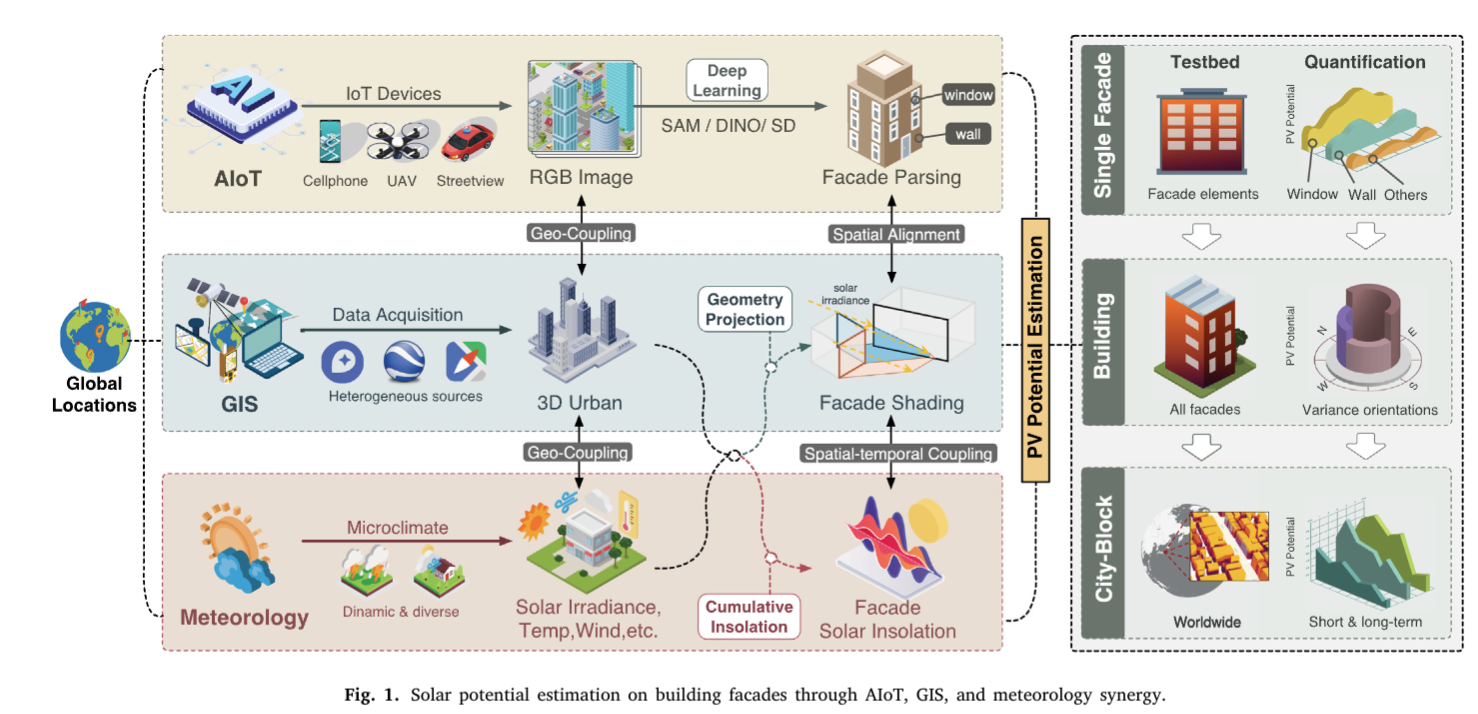 AI
AIoT
IoT Devices
Cellphone
UAV
Streetview
RGB Image
Deep
Learning
SAM / DINO/ SD
window
wall
Facade Parsing
Geo-Coupling
Spatial Alignment
Global
Locations
GIS
Data Acquisition
Heterogeneous sources
3D Urban
Geometry
Projection
solar
irradiance
Facade Shading
Geo-Coupling
Spatial-temporal Coupling
Meteorology
Microclimate
Dinamic & diverse
Solar Irradiance,
Temp,Wind,etc.
Cumulative
Insolation
Facade
Solar Insolation
PV Potential Estimation
Single Facade
Testbed
Quantification
Facade elements
PV Potential
Window
Wall
Others
Building
All facades
PV Potential
N
E
W
S
Variance orientations
City-Block
Worldwide
PV Potential
Short & long-term
Fig. 1. Solar potential estimation on building facades through AIoT, GIS, and meteorology synergy.